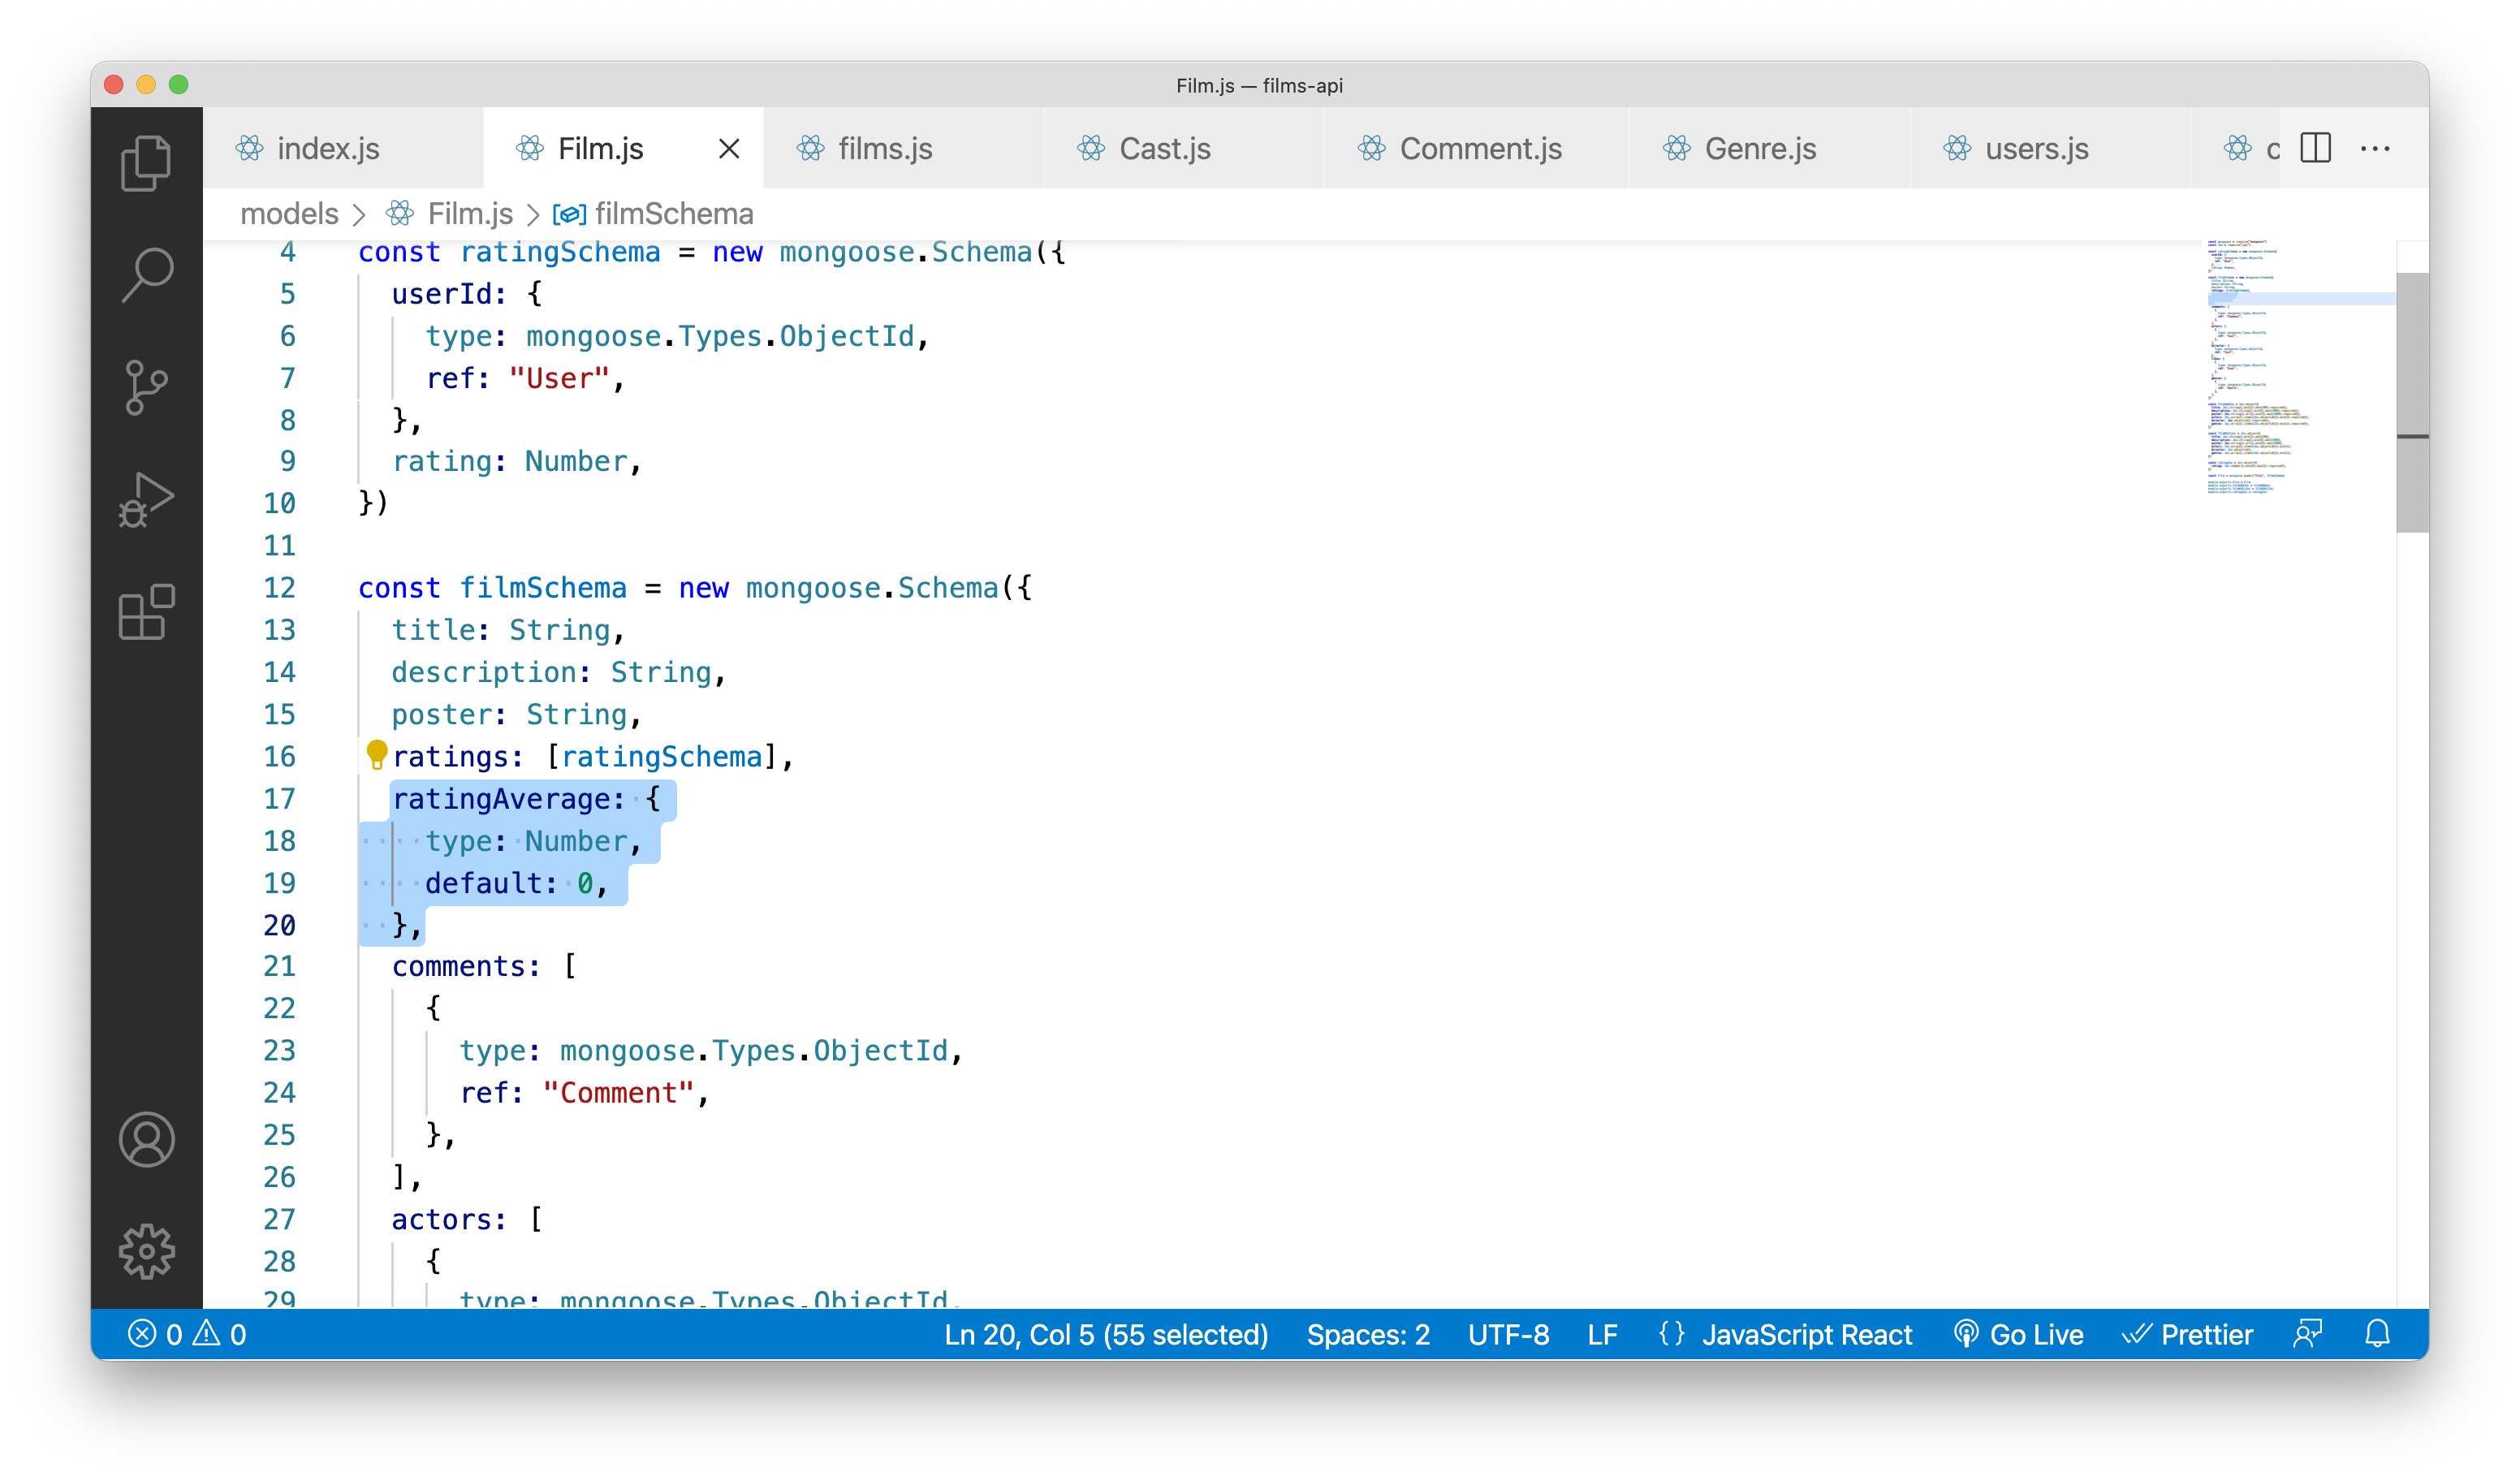 Film.js — films-api
index.js Film.js films.js Cast.js Comment.js Genre.js users.js
models > Film.js > filmSchema
4 const ratingSchema = new mongoose.Schema({
5 userId: {
6 type: mongoose.Types.ObjectId,
7 ref: "User",
8 },
9 rating: Number,
10 })
11
12 const filmSchema = new mongoose.Schema({
13 title: String,
14 description: String,
15 poster: String,
16 ratings: [ratingSchema],
17 ratingAverage: {
18 type: Number,
19 default: 0,
20 },
21 comments: [
22 {
23 type: mongoose.Types.ObjectId,
24 ref: "Comment",
25 },
26 ],
27 actors: [
28 {
29 type: mongoose.Types.ObjectId,
0 0 Ln 20, Col 5 (55 selected) Spaces: 2 UTF-8 LF {} JavaScript React Go Live Prettier